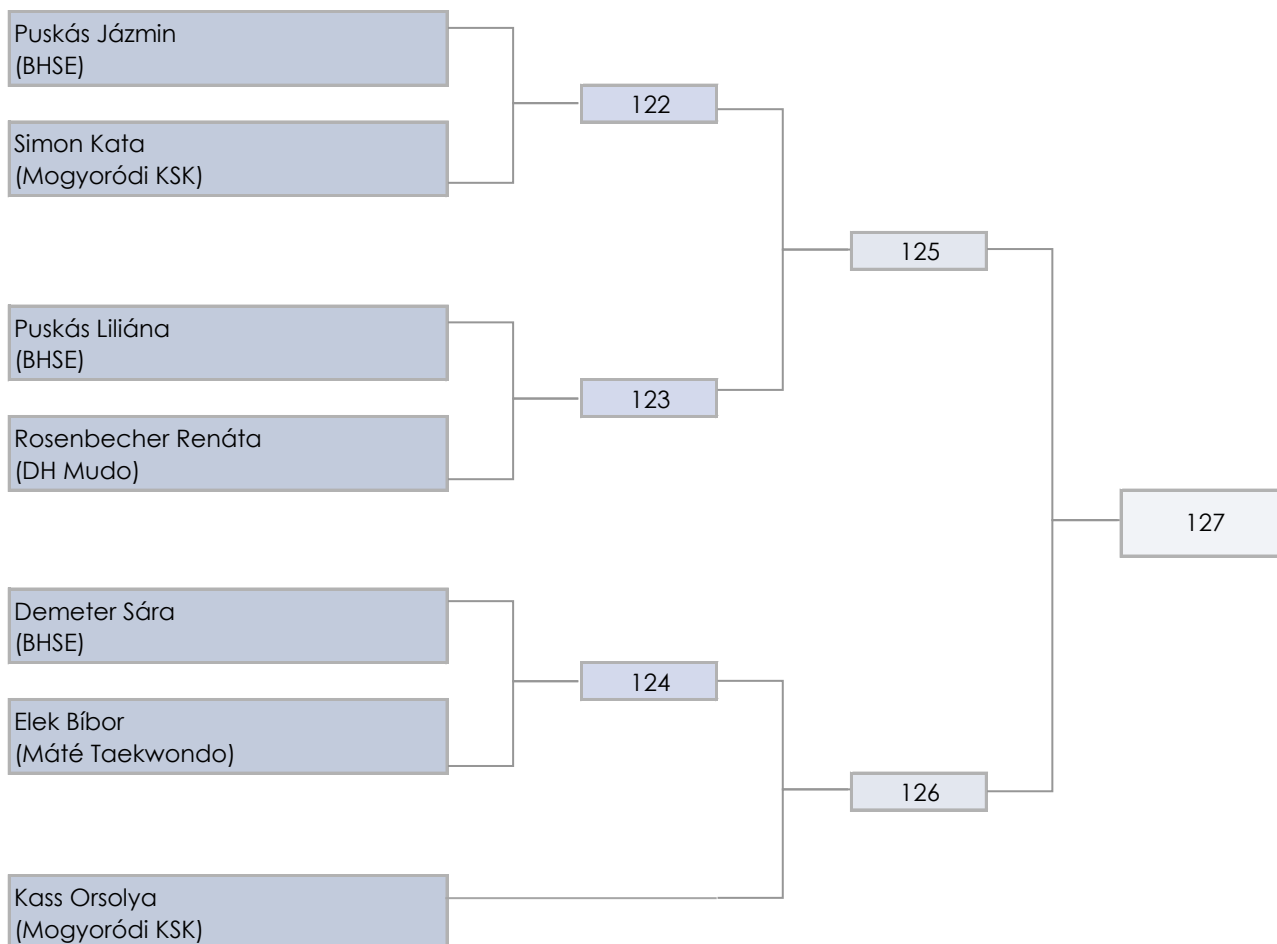 Puskás Jázmin
(BHSE)
122
Simon Kata
(Mogyoródi KSK)
125
Puskás Liliána
(BHSE)
123
Rosenbecher Renáta
(DH Mudo)
127
Demeter Sára
(BHSE)
124
Elek Bíbor
(Máté Taekwondo)
126
Kass Orsolya
(Mogyoródi KSK)